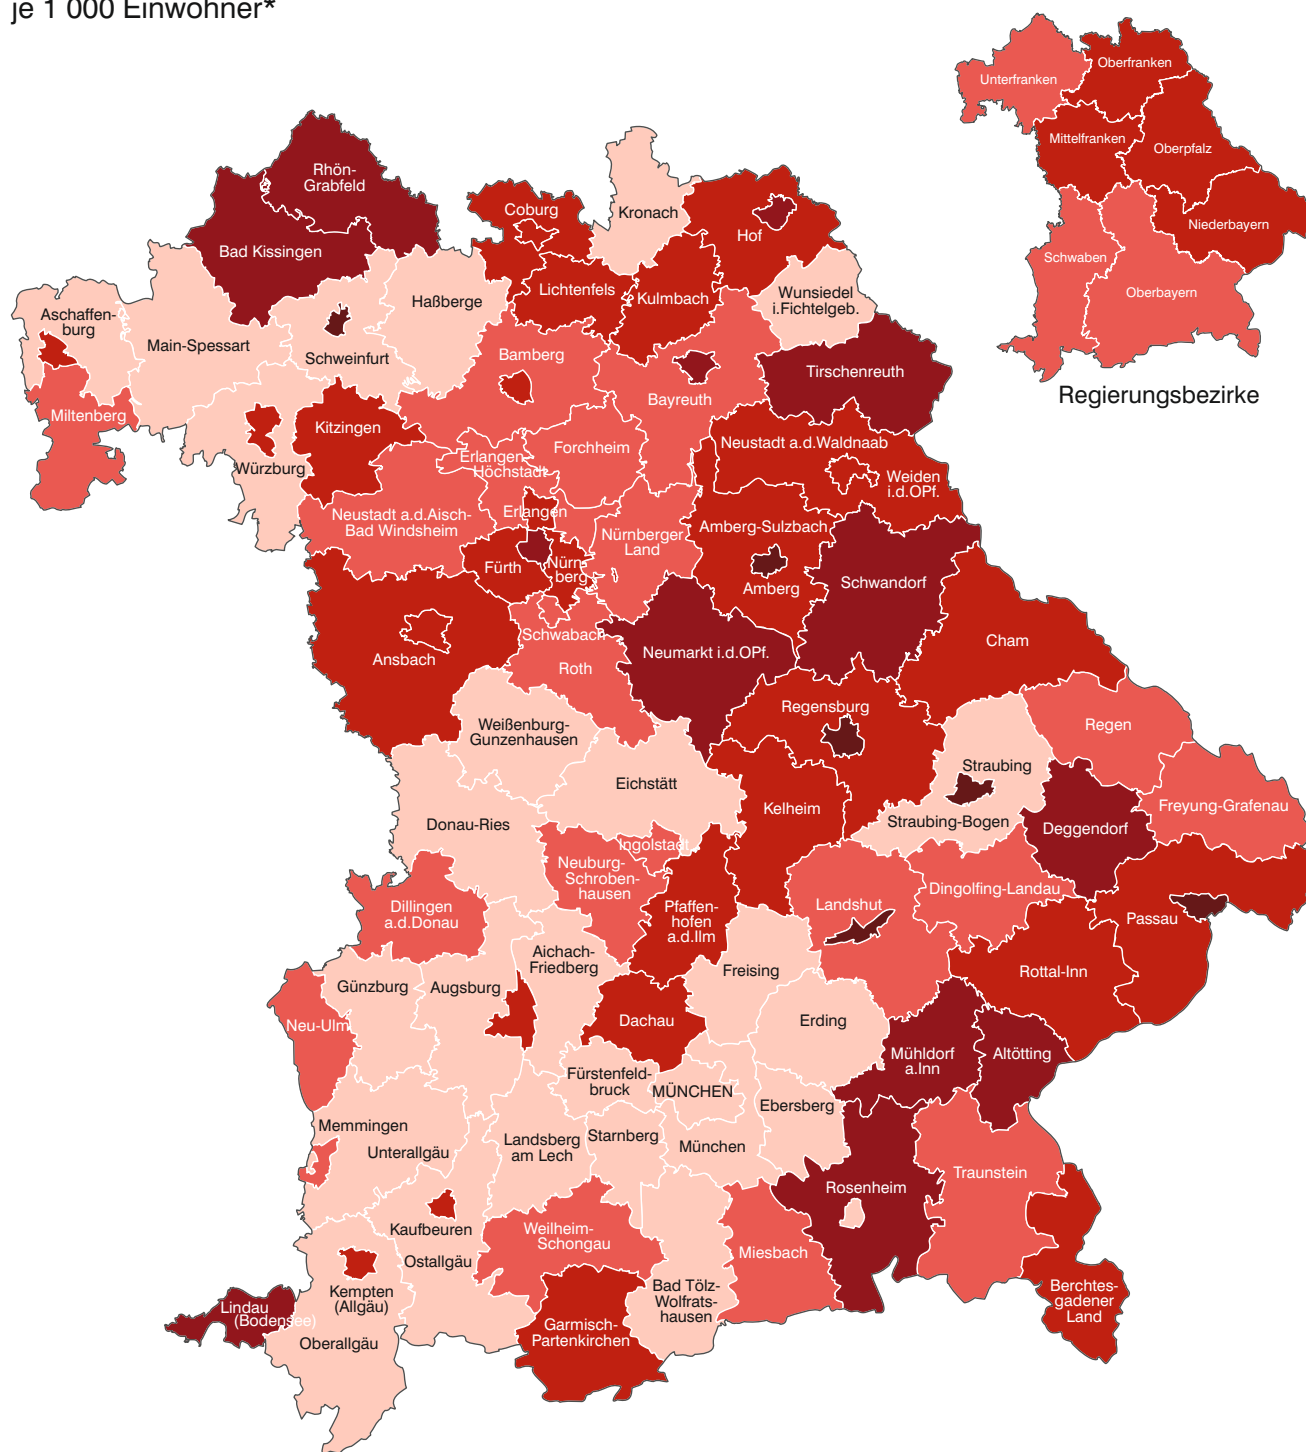 je 1 000 Einwohner*
Unterfranken
Oberfranken
Mittelfranken
Oberpfalz
Niederbayern
Schwaben
Oberbayern
Regierungsbezirke
Rhön-
Grabfeld
Bad Kissingen
Coburg
Kronach
Hof
Lichtenfels
Kulmbach
Wunsiedel
i.Fichtelgeb.
Haßberge
Aschaffen-
burg
Main-Spessart
Schweinfurt
Bamberg
Bayreuth
Tirschenreuth
Miltenberg
Kitzingen
Würzburg
Erlangen-
Höchstadt
Forchheim
Neustadt a.d.Waldnaab
Weiden
i.d.OPf.
Neustadt a.d.Aisch-
Bad Windsheim
Erlangen
Nürnberger
Land
Amberg-Sulzbach
Amberg
Fürth
Nürn-
berg
Schwandorf
Ansbach
Schwabach
Roth
Neumarkt i.d.OPf.
Cham
Weißenburg-
Gunzenhausen
Regensburg
Regen
Eichstätt
Straubing
Straubing-Bogen
Kelheim
Deggendorf
Freyung-Grafenau
Donau-Ries
Ingolstadt
Neuburg-
Schroben-
hausen
Dillingen
a.d.Donau
Pfaffen-
hofen
a.d.Ilm
Landshut
Dingolfing-Landau
Passau
Aichach-
Friedberg
Freising
Rottal-Inn
Günzburg
Augsburg
Neu-Ulm
Dachau
Erding
Mühldorf
a.Inn
Altötting
Fürstenfeld-
bruck
MÜNCHEN
Ebersberg
Memmingen
Unterallgäu
Landsberg
am Lech
Starnberg
München
Rosenheim
Traunstein
Kaufbeuren
Ostallgäu
Weilheim-
Schongau
Miesbach
Bad Tölz-
Wolfrats-
hausen
Berchtes-
gadener
Land
Kempten
(Allgäu)
Lindau
(Bodensee)
Oberallgäu
Garmisch-
Partenkirchen